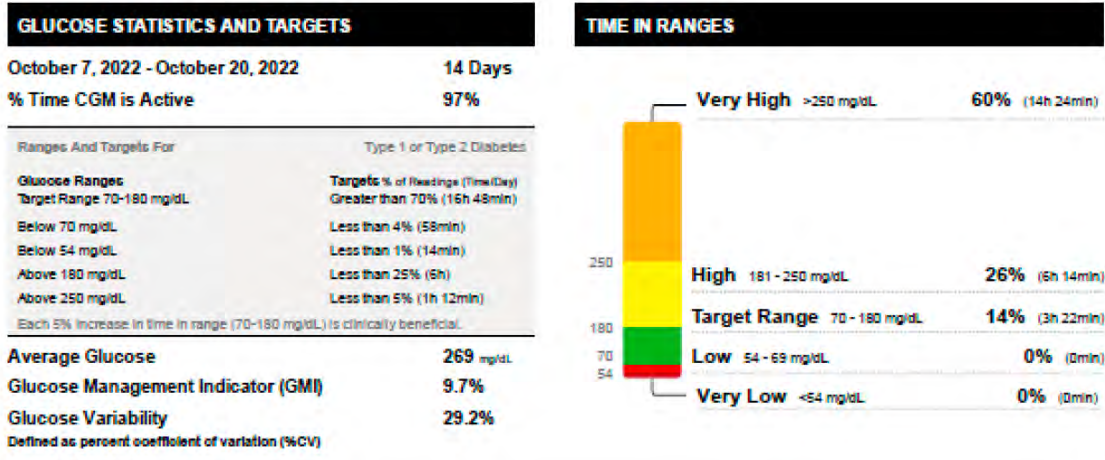 GLUCOSE STATISTICS AND TARGETS
October 7, 2022 - October 20, 2022 14 Days
% Time CGM is Active 97%
Ranges And Targets For Type 1 or Type 2 Diabetes
Glucose Ranges Targets % of Readings (Time/Day)
Target Range 70-180 mg/dL Greater than 70% (16h 48min)
Below 70 mg/dL Less than 4% (58min)
Below 54 mg/dL Less than 1% (14min)
Above 180 mg/dL Less than 25% (6h)
Above 250 mg/dL Less than 5% (1h 12min)
Each 5% increase in time in range (70-180 mg/dL) is clinically beneficial.
Average Glucose 269 mg/dL
Glucose Management Indicator (GMI) 9.7%
Glucose Variability 29.2%
Defined as percent coefficient of variation (%CV)
TIME IN RANGES
Very High >250 mg/dL 60% (14h 24min)
250
High 181 - 250 mg/dL 26% (6h 14min)
Target Range 70 - 180 mg/dL 14% (3h 22min)
180
Low 54 - 69 mg/dL 0% (0min)
70
54
Very Low <54 mg/dL 0% (0min)